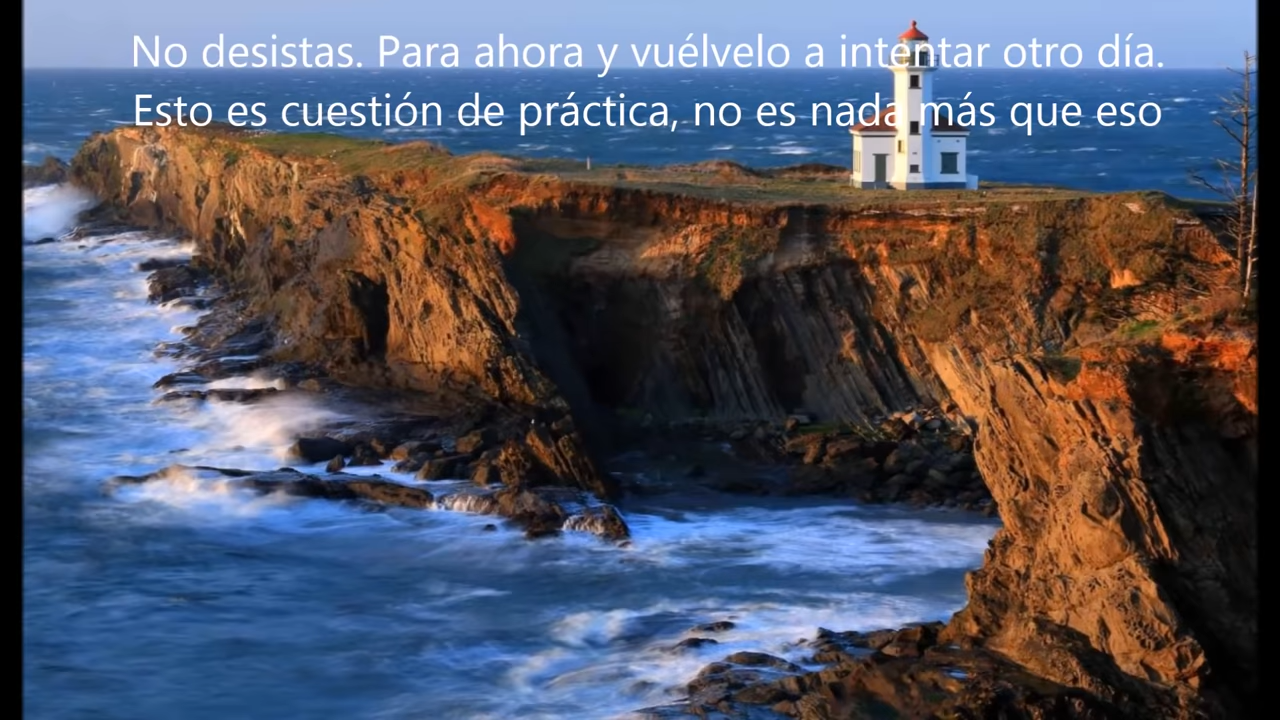 No desistas. Para ahora y vuélvelo a intentar otro día.
Esto es cuestión de práctica, no es nada más que eso